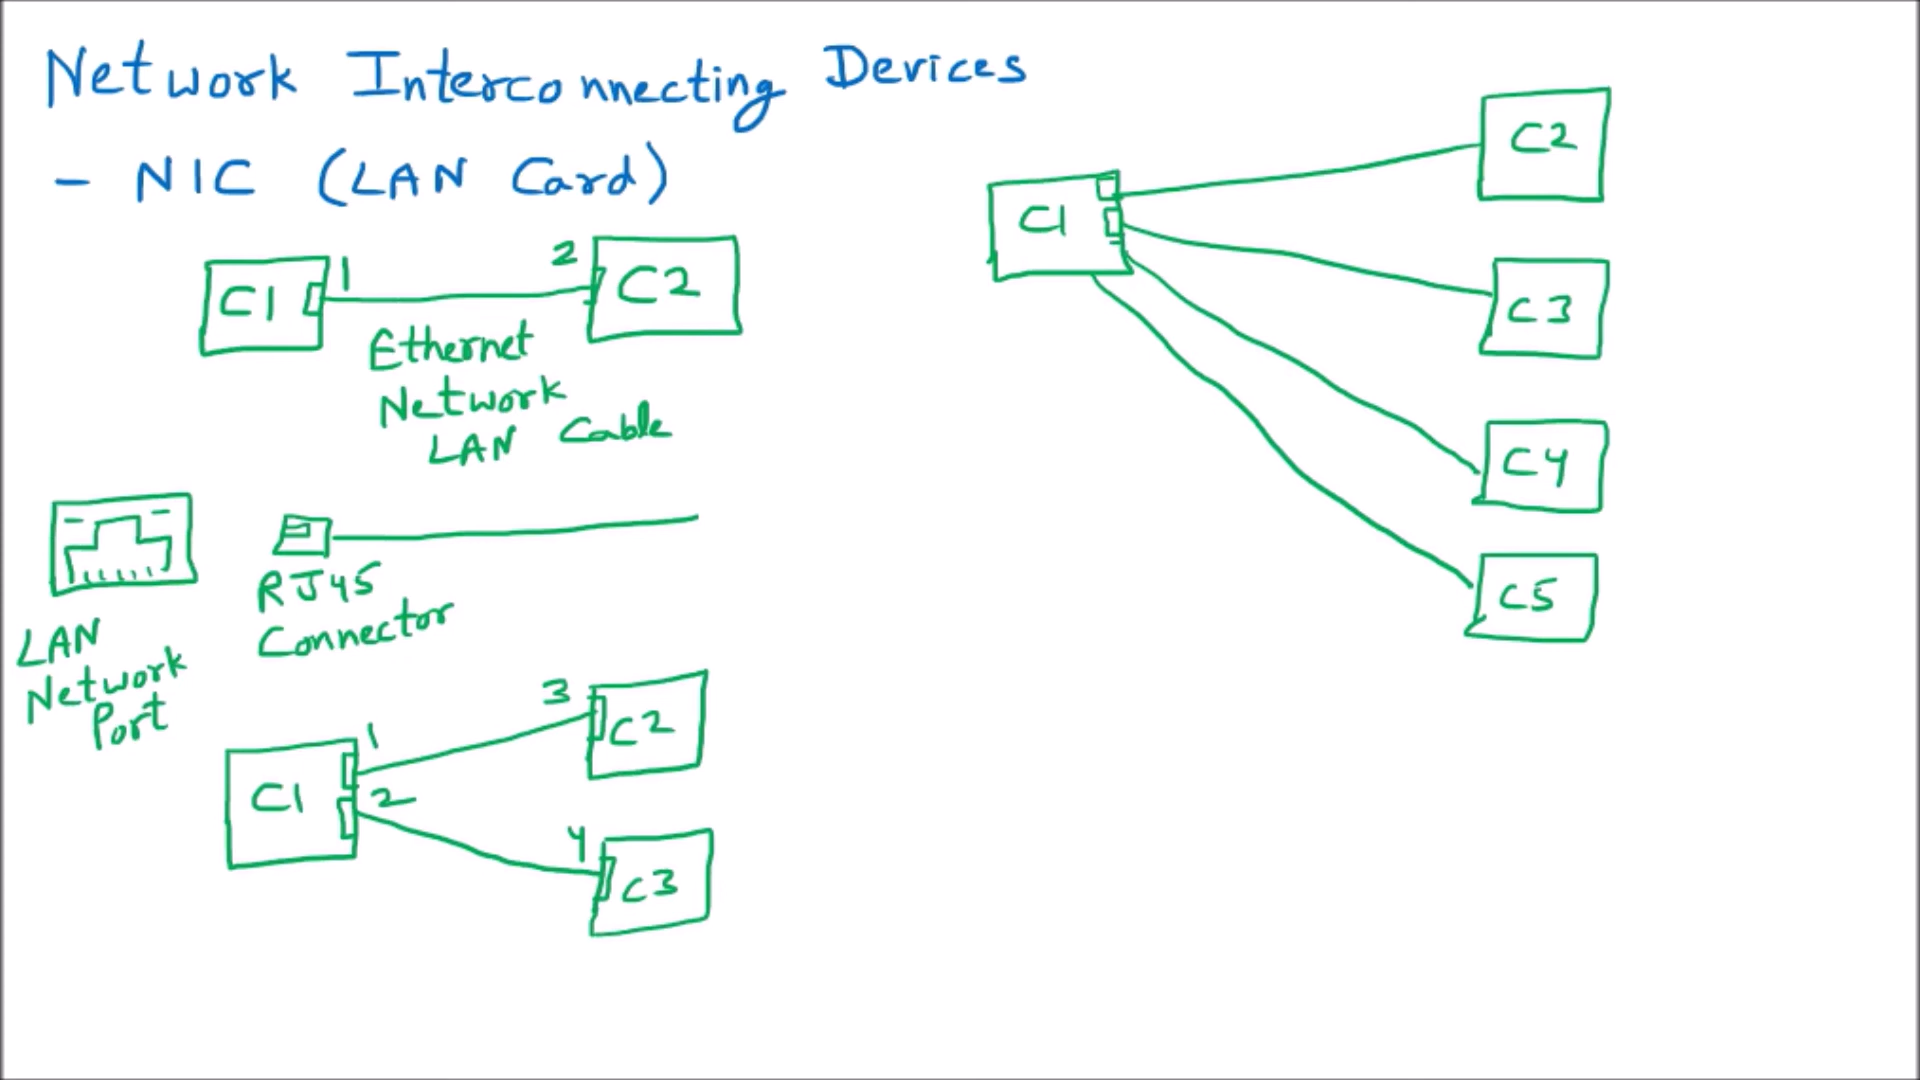 Network Interconnecting Devices
- NIC (LAN Card)
C1 1 2 C2
Ethernet
Network
LAN Cable
LAN
Network
Port
RJ45
Connector
C1 1 2
3 C2
4 C3
C1
C2
C3
C4
C5